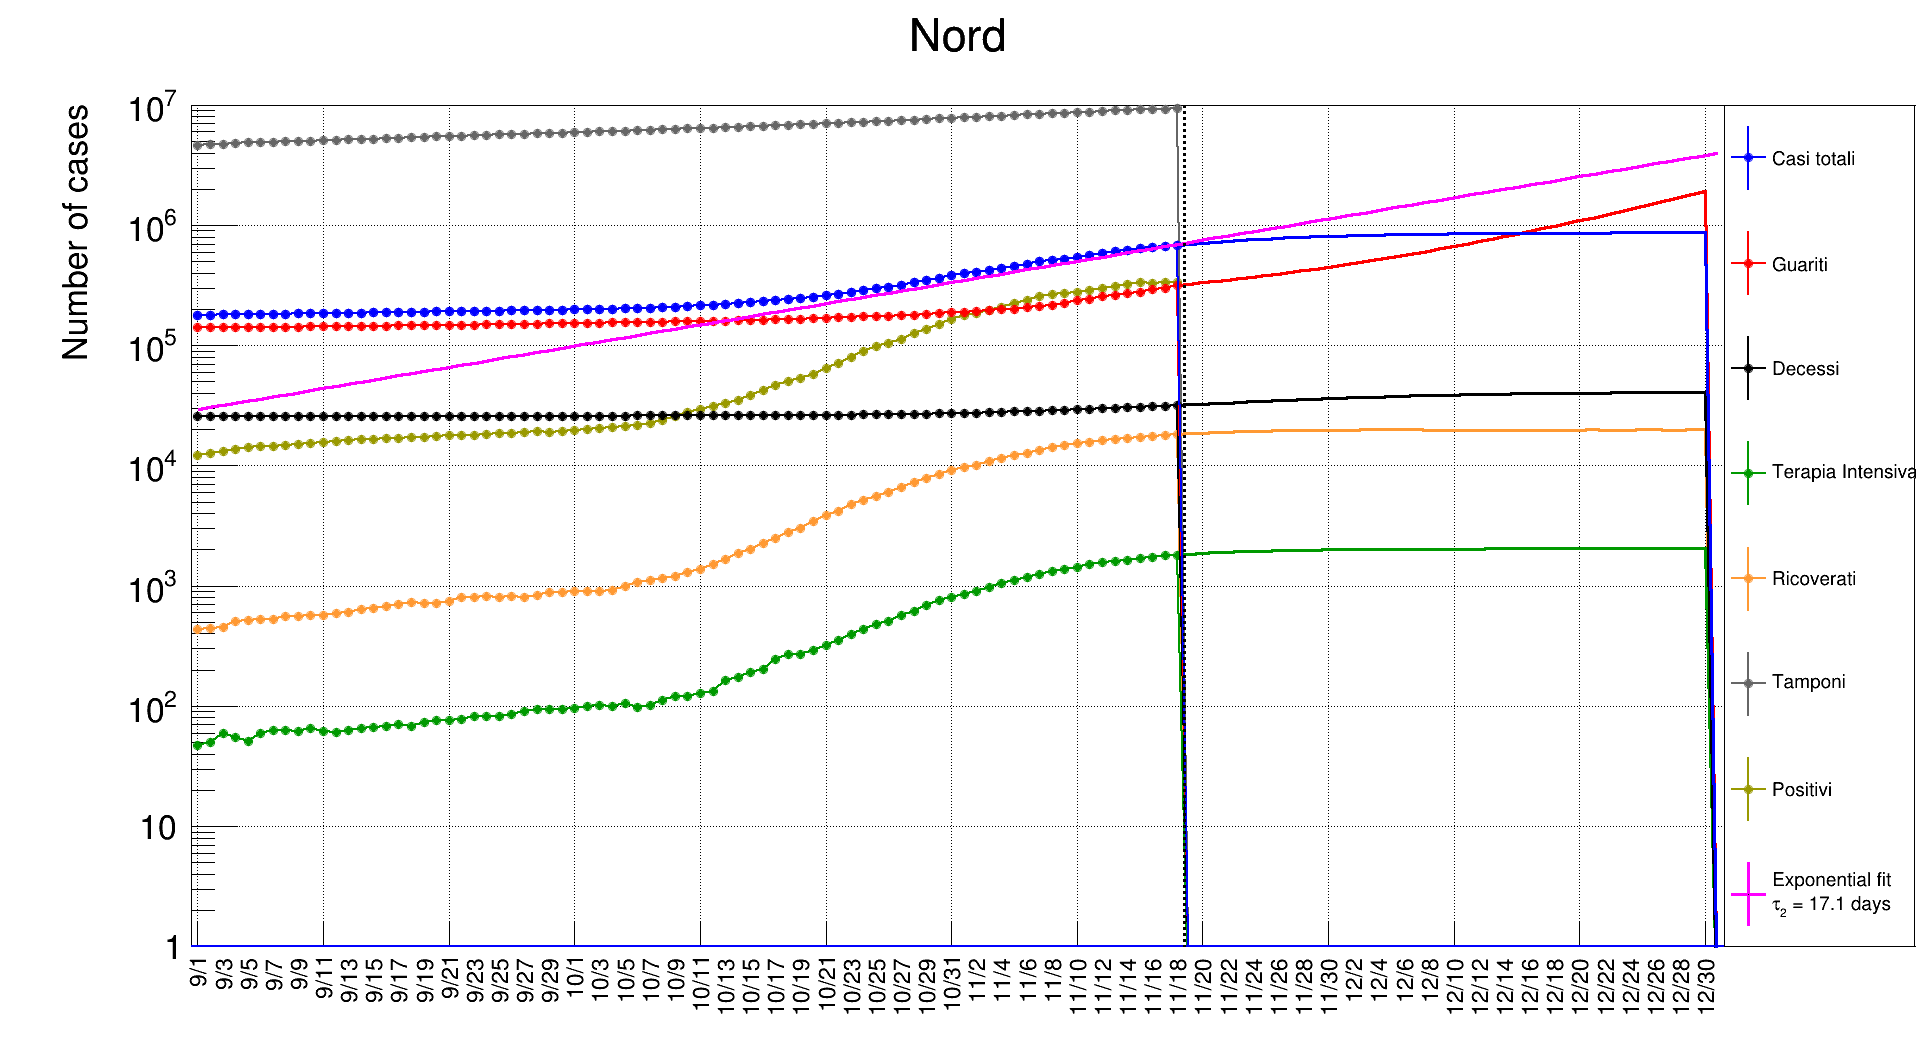 Nord
Number of cases
10^7
10^6
10^5
10^4
10^3
10^2
10
1
9/1 9/3 9/5 9/7 9/9 9/11 9/13 9/15 9/17 9/19 9/21 9/23 9/25 9/27 9/29 10/1 10/3 10/5 10/7 10/9 10/11 10/13 10/15 10/17 10/19 10/21 10/23 10/25 10/27 10/29 10/31 11/2 11/4 11/6 11/8 11/10 11/12 11/14 11/16 11/18 11/20 11/22 11/24 11/26 11/28 11/30 12/2 12/4 12/6 12/8 12/10 12/12 12/14 12/16 12/18 12/20 12/22 12/24 12/26 12/28 12/30
Casi totali
Guariti
Decessi
Terapia Intensiva
Ricoverati
Tamponi
Positivi
Exponential fit
τ₂ = 17.1 days